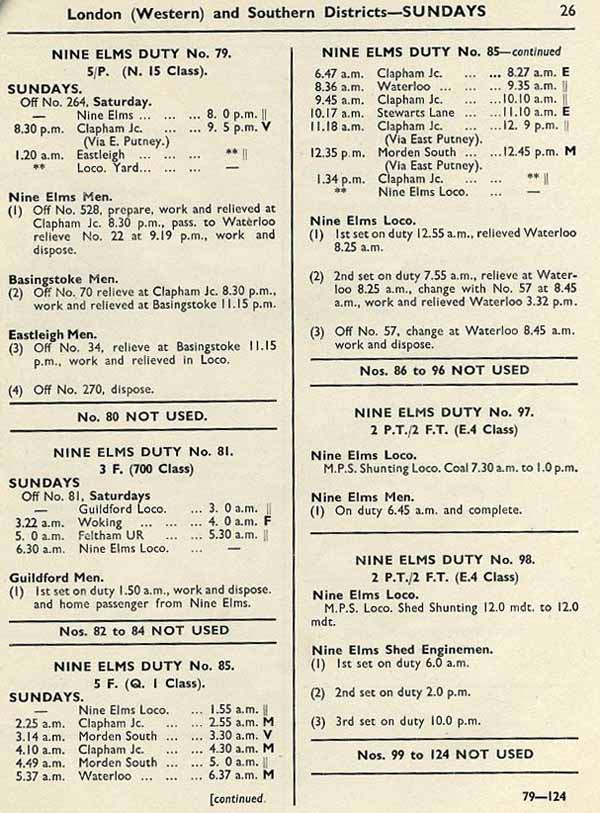 London (Western) and Southern Districts—SUNDAYS 26
NINE ELMS DUTY No. 79.
5/P. (N. 15 Class).
SUNDAYS.
Off No. 264, Saturday.
— Nine Elms ... ... ... 8. 0 p.m. ||
8.30 p.m. Clapham Jc. ... ... 9. 5 p.m. V
(Via E. Putney.)
1.20 a.m. Eastleigh ... ... ... ** ||
** Loco. Yard... ... ... —
Nine Elms Men.
(1) Off No. 528, prepare, work and relieved at
Clapham Jc. 8.30 p.m., pass. to Waterloo
relieve No. 22 at 9.19 p.m., work and
dispose.
Basingstoke Men.
(2) Off No. 70 relieve at Clapham Jc. 8.30 p.m.,
work and relieved at Basingstoke 11.15 p.m.
Eastleigh Men.
(3) Off No. 34, relieve at Basingstoke 11.15
p.m., work and relieved in Loco.
(4) Off No. 270, dispose.
No. 80 NOT USED.
NINE ELMS DUTY No. 81.
3 F. (700 Class)
SUNDAYS
Off No. 81, Saturdays
— Guildford Loco. ... 3. 0 a.m. ||
3.22 a.m. Woking ... ... ... 4. 0 a.m. F
5. 0 a.m. Feltham UR ... ... 5.30 a.m. ||
6.30 a.m. Nine Elms Loco. ... —
Guildford Men.
(1) 1st set on duty 1.50 a.m., work and dispose.
and home passenger from Nine Elms.
Nos. 82 to 84 NOT USED
NINE ELMS DUTY No. 85.
5 F. (Q. 1 Class).
SUNDAYS.
— Nine Elms Loco. ... 1.55 a.m. ||
2.25 a.m. Clapham Jc. ... ... 2.55 a.m. M
3.14 a.m. Morden South ... ... 3.30 a.m. V
4.10 a.m. Clapham Jc. ... ... 4.30 a.m. M
4.49 a.m. Morden South ... ... 5. 0 a.m. ||
5.37 a.m. Waterloo ... ... ... 6.37 a.m. M
[continued.
NINE ELMS DUTY No. 85—continued
6.47 a.m. Clapham Jc. ... ... 8.27 a.m. E
8.36 a.m. Waterloo ... ... ... 9.35 a.m. ||
9.45 a.m. Clapham Jc. ... ... 10.10 a.m. ||
10.17 a.m. Stewarts Lane ... ... 11.10 a.m. E
11.18 a.m. Clapham Jc. ... ... 12. 9 p.m. ||
(Via East Putney).
12.35 p.m. Morden South ... ... 12.45 p.m. M
(Via East Putney).
1.34 p.m. Clapham Jc. ... ... ** ||
** Nine Elms Loco. ... —
Nine Elms Loco.
(1) 1st set on duty 12.55 a.m., relieved Waterloo
8.25 a.m.
(2) 2nd set on duty 7.55 a.m., relieve at Water-
loo 8.25 a.m., change with No. 57 at 8.45
a.m., work and relieved Waterloo 3.32 p.m.
(3) Off No. 57, change at Waterloo 8.45 a.m.
work and dispose.
Nos. 86 to 96 NOT USED
NINE ELMS DUTY No. 97.
2 P.T./2 F.T. (E.4 Class)
Nine Elms Loco.
M.P.S. Shunting Loco. Coal 7.30 a.m. to 1.0 p.m.
Nine Elms Men.
(1) On duty 6.45 a.m. and complete.
NINE ELMS DUTY No. 98.
2 P.T./2 F.T. (E.4 Class)
Nine Elms Loco.
M.P.S. Loco. Shed Shunting 12.0 mdt. to 12.0
mdt.
Nine Elms Shed Enginemen.
(1) 1st set on duty 6.0 a.m.
(2) 2nd set on duty 2.0 p.m.
(3) 3rd set on duty 10.0 p.m.
Nos. 99 to 124 NOT USED
79—124